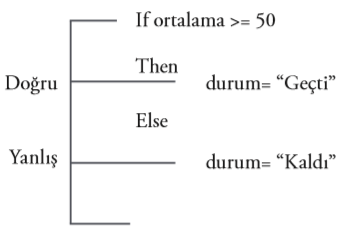 If ortalama >= 50
Then
Doğru
durum= “Geçti”
Else
Yanlış
durum= “Kaldı”